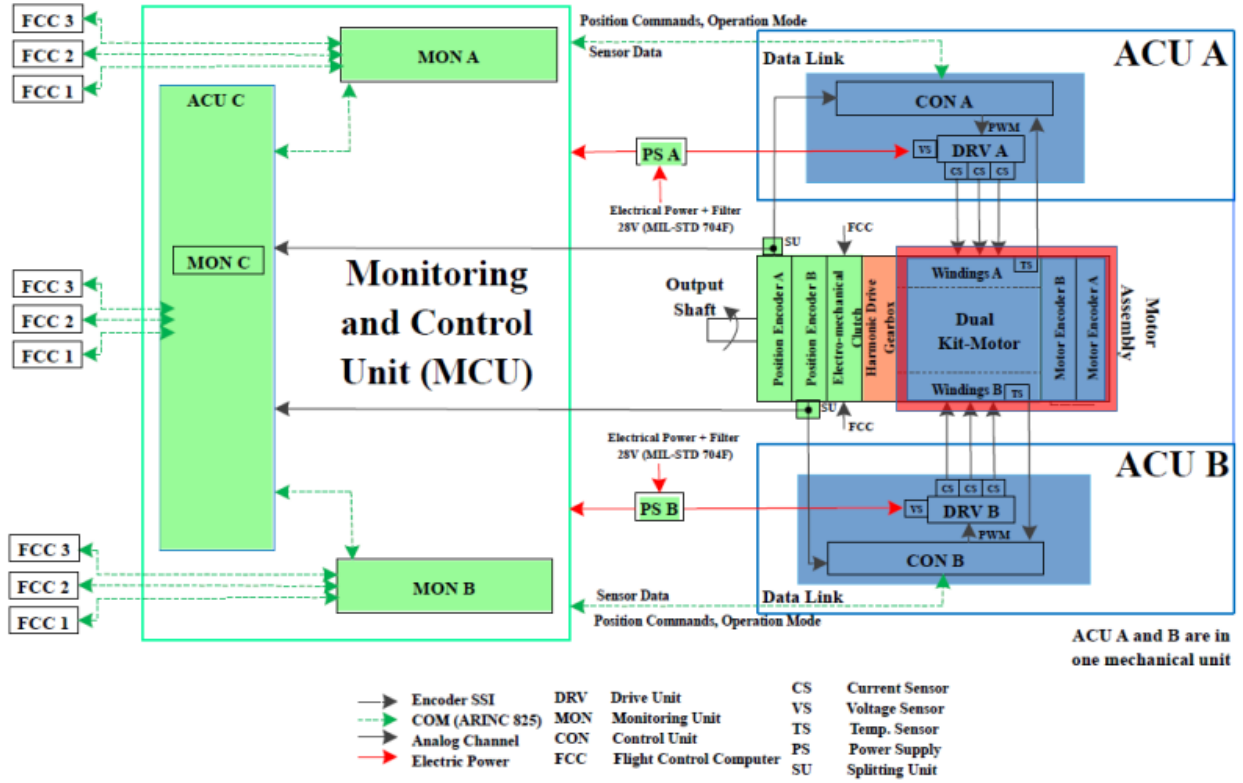 FCC 3
FCC 2
FCC 1
MON A
Position Commands, Operation Mode
Sensor Data
Data Link
ACU A
CON A
PWM
VS
DRV A
CS
CS
CS
ACU C
PS A
Electrical Power + Filter
28V (MIL-STD 704F)
SU
FCC
MON C
Monitoring
and Control
Unit (MCU)
FCC 3
FCC 2
FCC 1
Output
Shaft
Position Encoder A
Position Encoder B
Electro-mechanical
Clutch
Harmonic Drive
Gearbox
Windings A
TS
Dual
Kit-Motor
Windings B
TS
Motor Encoder B
Motor Encoder A
Motor
Assembly
SU
FCC
Electrical Power + Filter
28V (MIL-STD 704F)
PS B
ACU B
CS
CS
CS
VS
DRV B
PWM
CON B
Data Link
FCC 3
FCC 2
FCC 1
MON B
Sensor Data
Position Commands, Operation Mode
ACU A and B are in
one mechanical unit
Encoder SSI
COM (ARINC 825)
Analog Channel
Electric Power
DRV Drive Unit
MON Monitoring Unit
CON Control Unit
FCC Flight Control Computer
CS Current Sensor
VS Voltage Sensor
TS Temp. Sensor
PS Power Supply
SU Splitting Unit